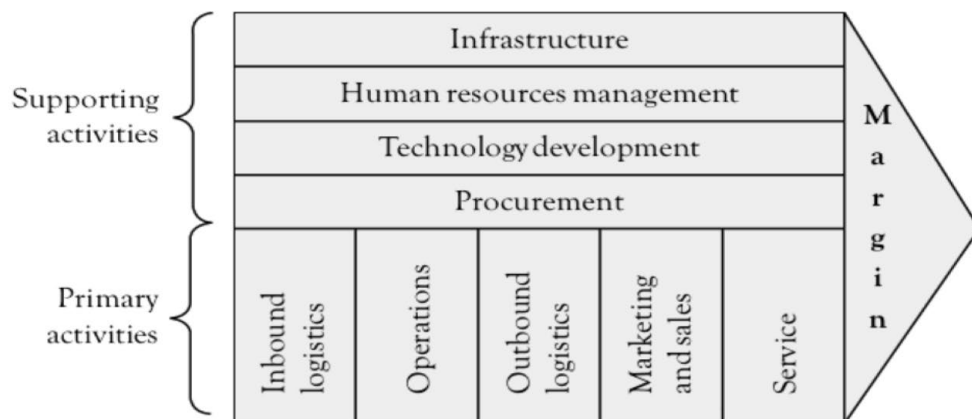 Infrastructure
Human resources management
Technology development
Procurement
Supporting
activities
Primary
activities
Inbound
logistics
Operations
Outbound
logistics
Marketing
and sales
Service
Margin